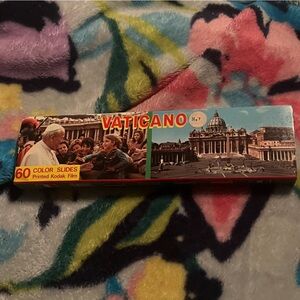 VATICANO
60 COLOR SLIDES
Printed Kodak Film